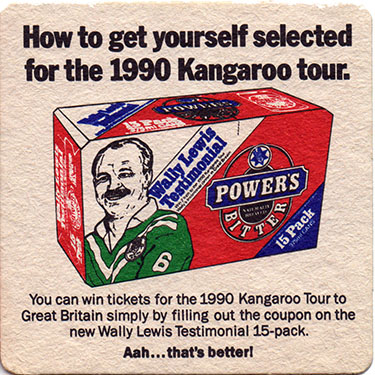 How to get yourself selected
for the 1990 Kangaroo tour.
15 Pack
POWER'S
Wally Lewis
Testimonial
POWER'S
BITTER
15 Pack
6
You can win tickets for the 1990 Kangaroo Tour to
Great Britain simply by filling out the coupon on the
new Wally Lewis Testimonial 15-pack.
Aah...that's better!